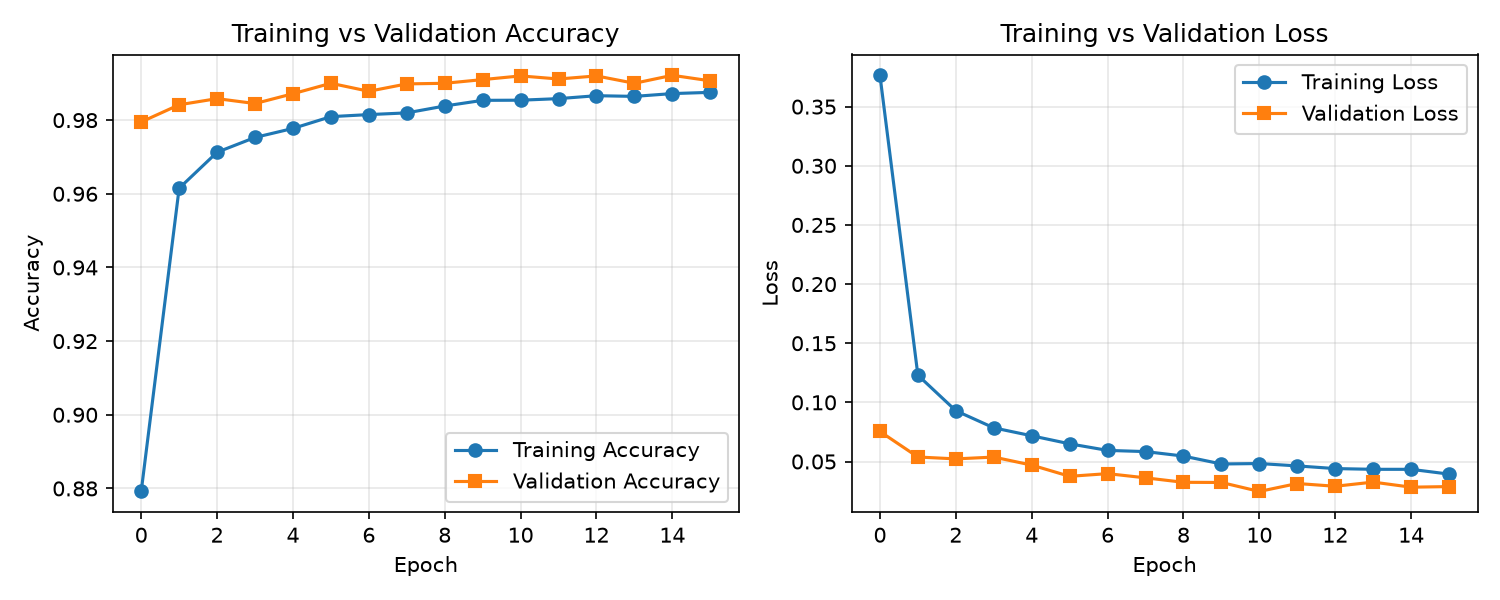 Training vs Validation Accuracy
0.98
0.96
0.94
0.92
0.90
0.88
Accuracy
Training Accuracy
Validation Accuracy
0 2 4 6 8 10 12 14
Epoch
Training vs Validation Loss
0.35
0.30
0.25
0.20
0.15
0.10
0.05
Loss
Training Loss
Validation Loss
0 2 4 6 8 10 12 14
Epoch